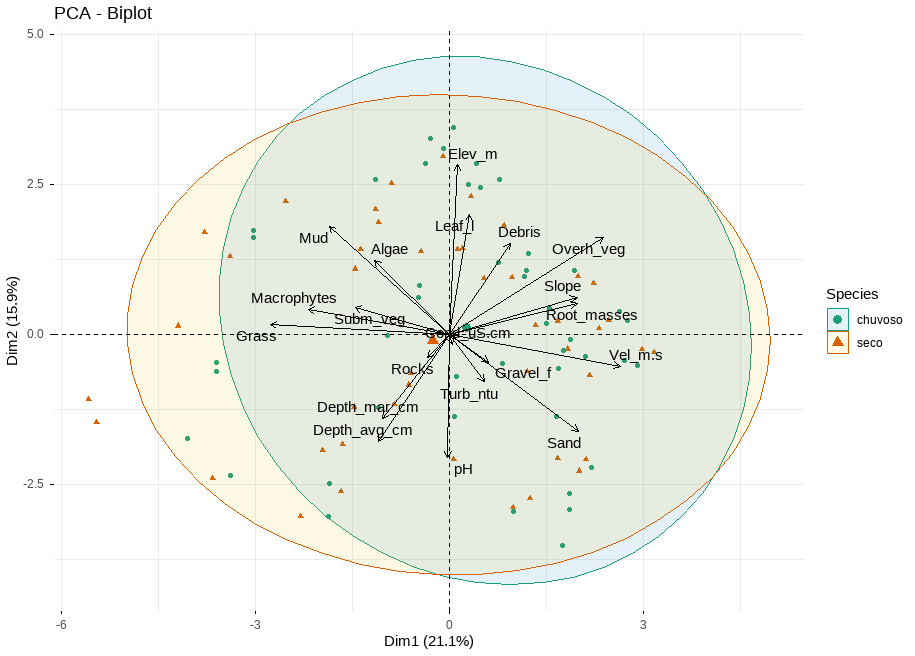 PCA - Biplot
5.0
2.5
0.0
-2.5
Dim2 (15.9%)
Elev_m
Leaf_l
Debris
Mud
Algae
Overh_veg
Slope
Macrophytes
Root_masses
Subm_veg
Grass
Vel_m.s
Rocks
Gravel_f
Turb_ntu
Depth_mar_cm
Depth_avg_cm
Sand
pH
-6
-3
0
3
Dim1 (21.1%)
Species
chuvoso
seco